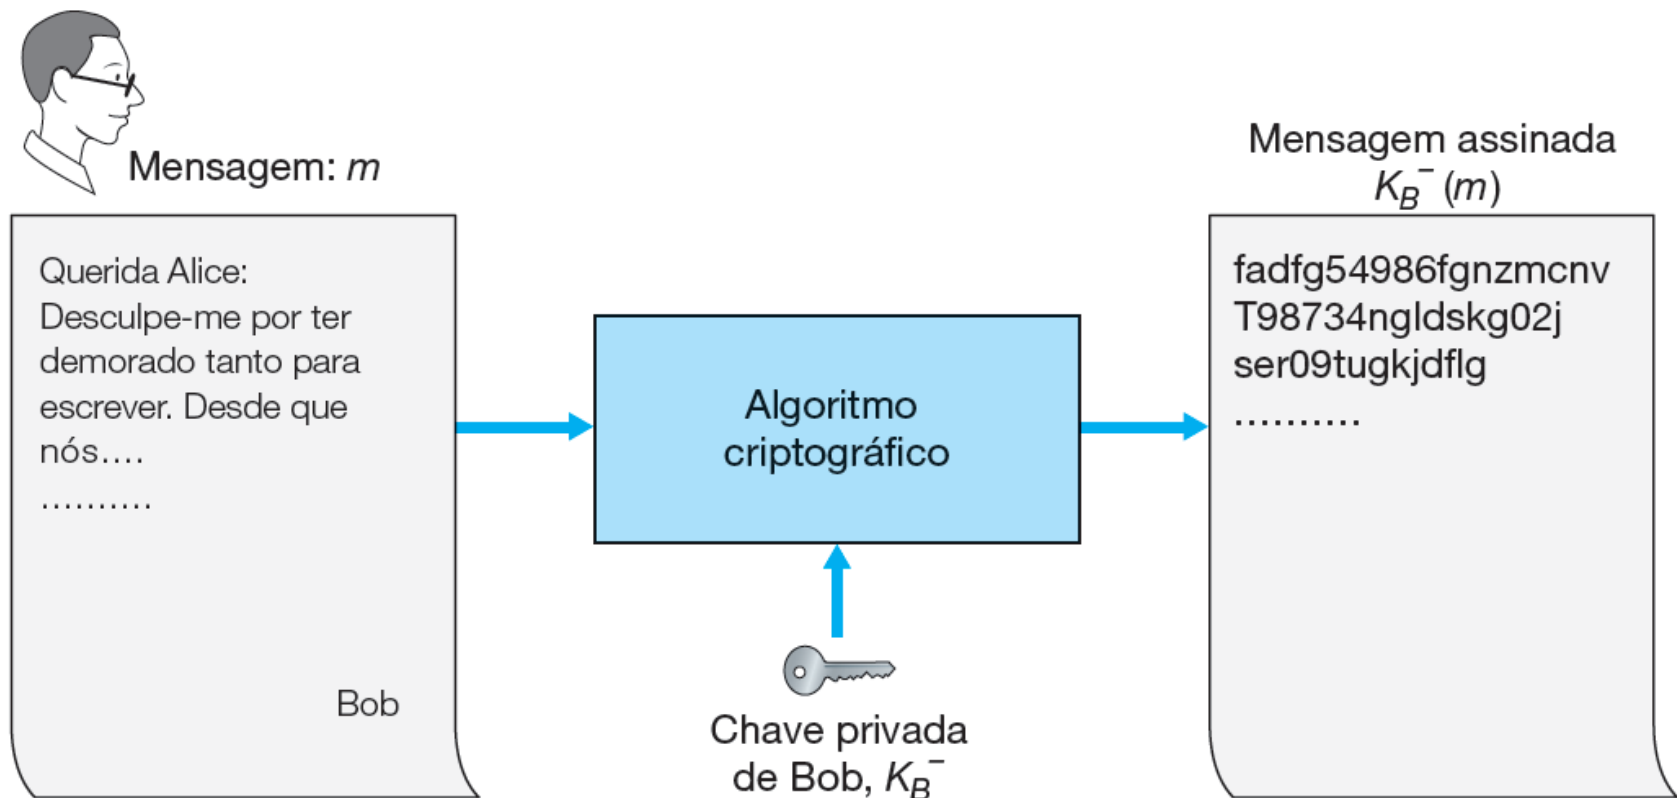 Mensagem: m
Querida Alice:
Desculpe-me por ter
demorado tanto para
escrever. Desde que
nós....
..........
Bob
Algoritmo
criptográfico
Chave privada
de Bob, K_B^-
Mensagem assinada
K_B^- (m)
fadfg54986fgnzmcnv
T98734ngldskg02j
ser09tugkjdflg
..........